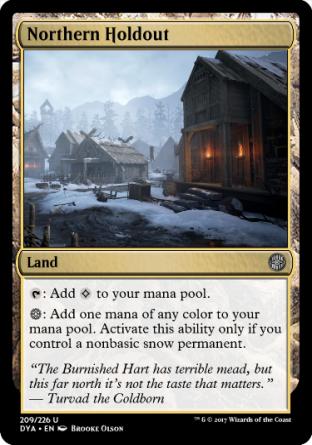 Northern Holdout
Land
: Add to your mana pool.
: Add one mana of any color to your
mana pool. Activate this ability only if you
control a nonbasic snow permanent.
“The Burnished Hart has terrible mead, but
this far north it’s not the taste that matters.”
— Turvad the Goldborn
209/226 U
DYA • EN Brooke Olson
™ & © 2017 Wizards of the Coast